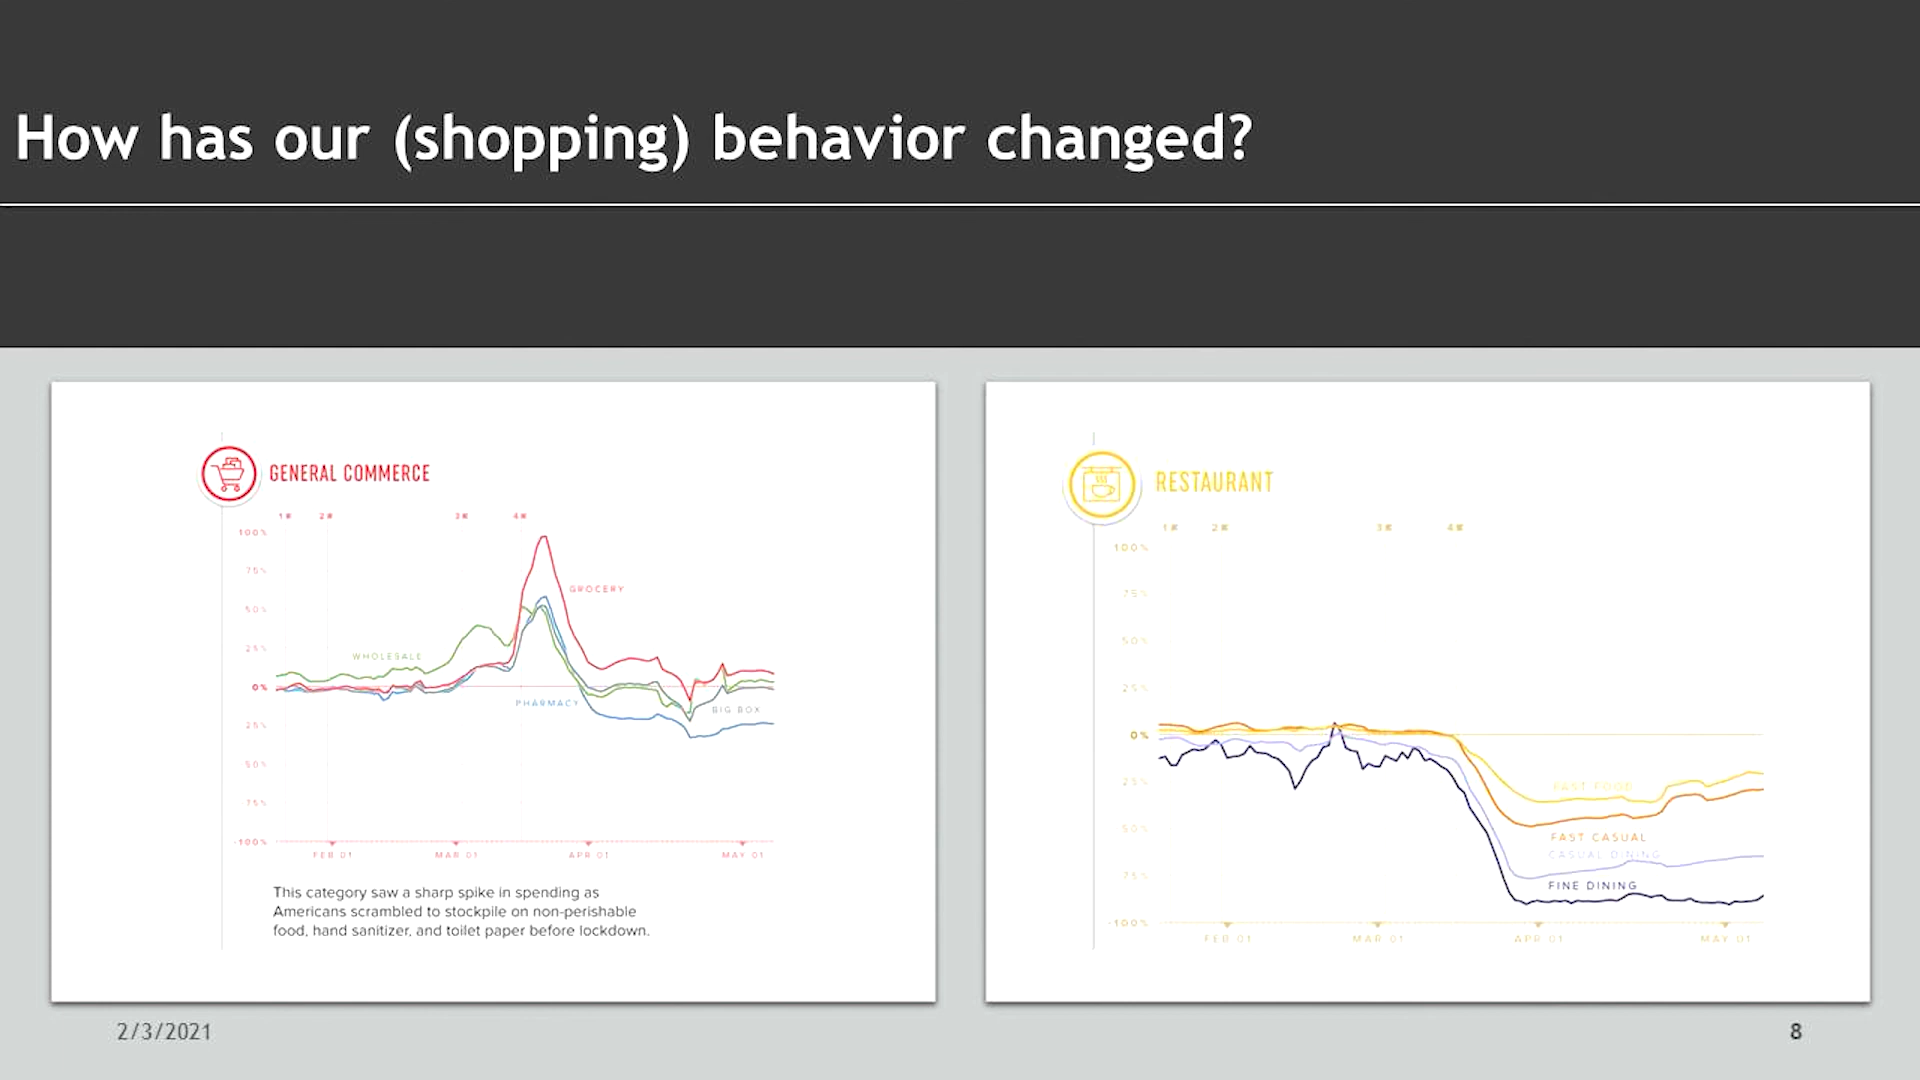 How has our (shopping) behavior changed?
GENERAL COMMERCE
1 2 3 4
100%
75%
50%
25%
0%
25%
50%
75%
-100%
WHOLESALE
GROCERY
PHARMACY
BIG BOX
FEB 01 MAR 01 APR 01 MAY 01
This category saw a sharp spike in spending as
Americans scrambled to stockpile on non-perishable
food, hand sanitizer, and toilet paper before lockdown.
RESTAURANT
1 2 3 4
100%
75%
50%
25%
0%
25%
50%
75%
-100%
FAST FOOD
FAST CASUAL
CASUAL DINING
FINE DINING
FEB 01 MAR 01 APR 01 MAY 01
2/3/2021
8